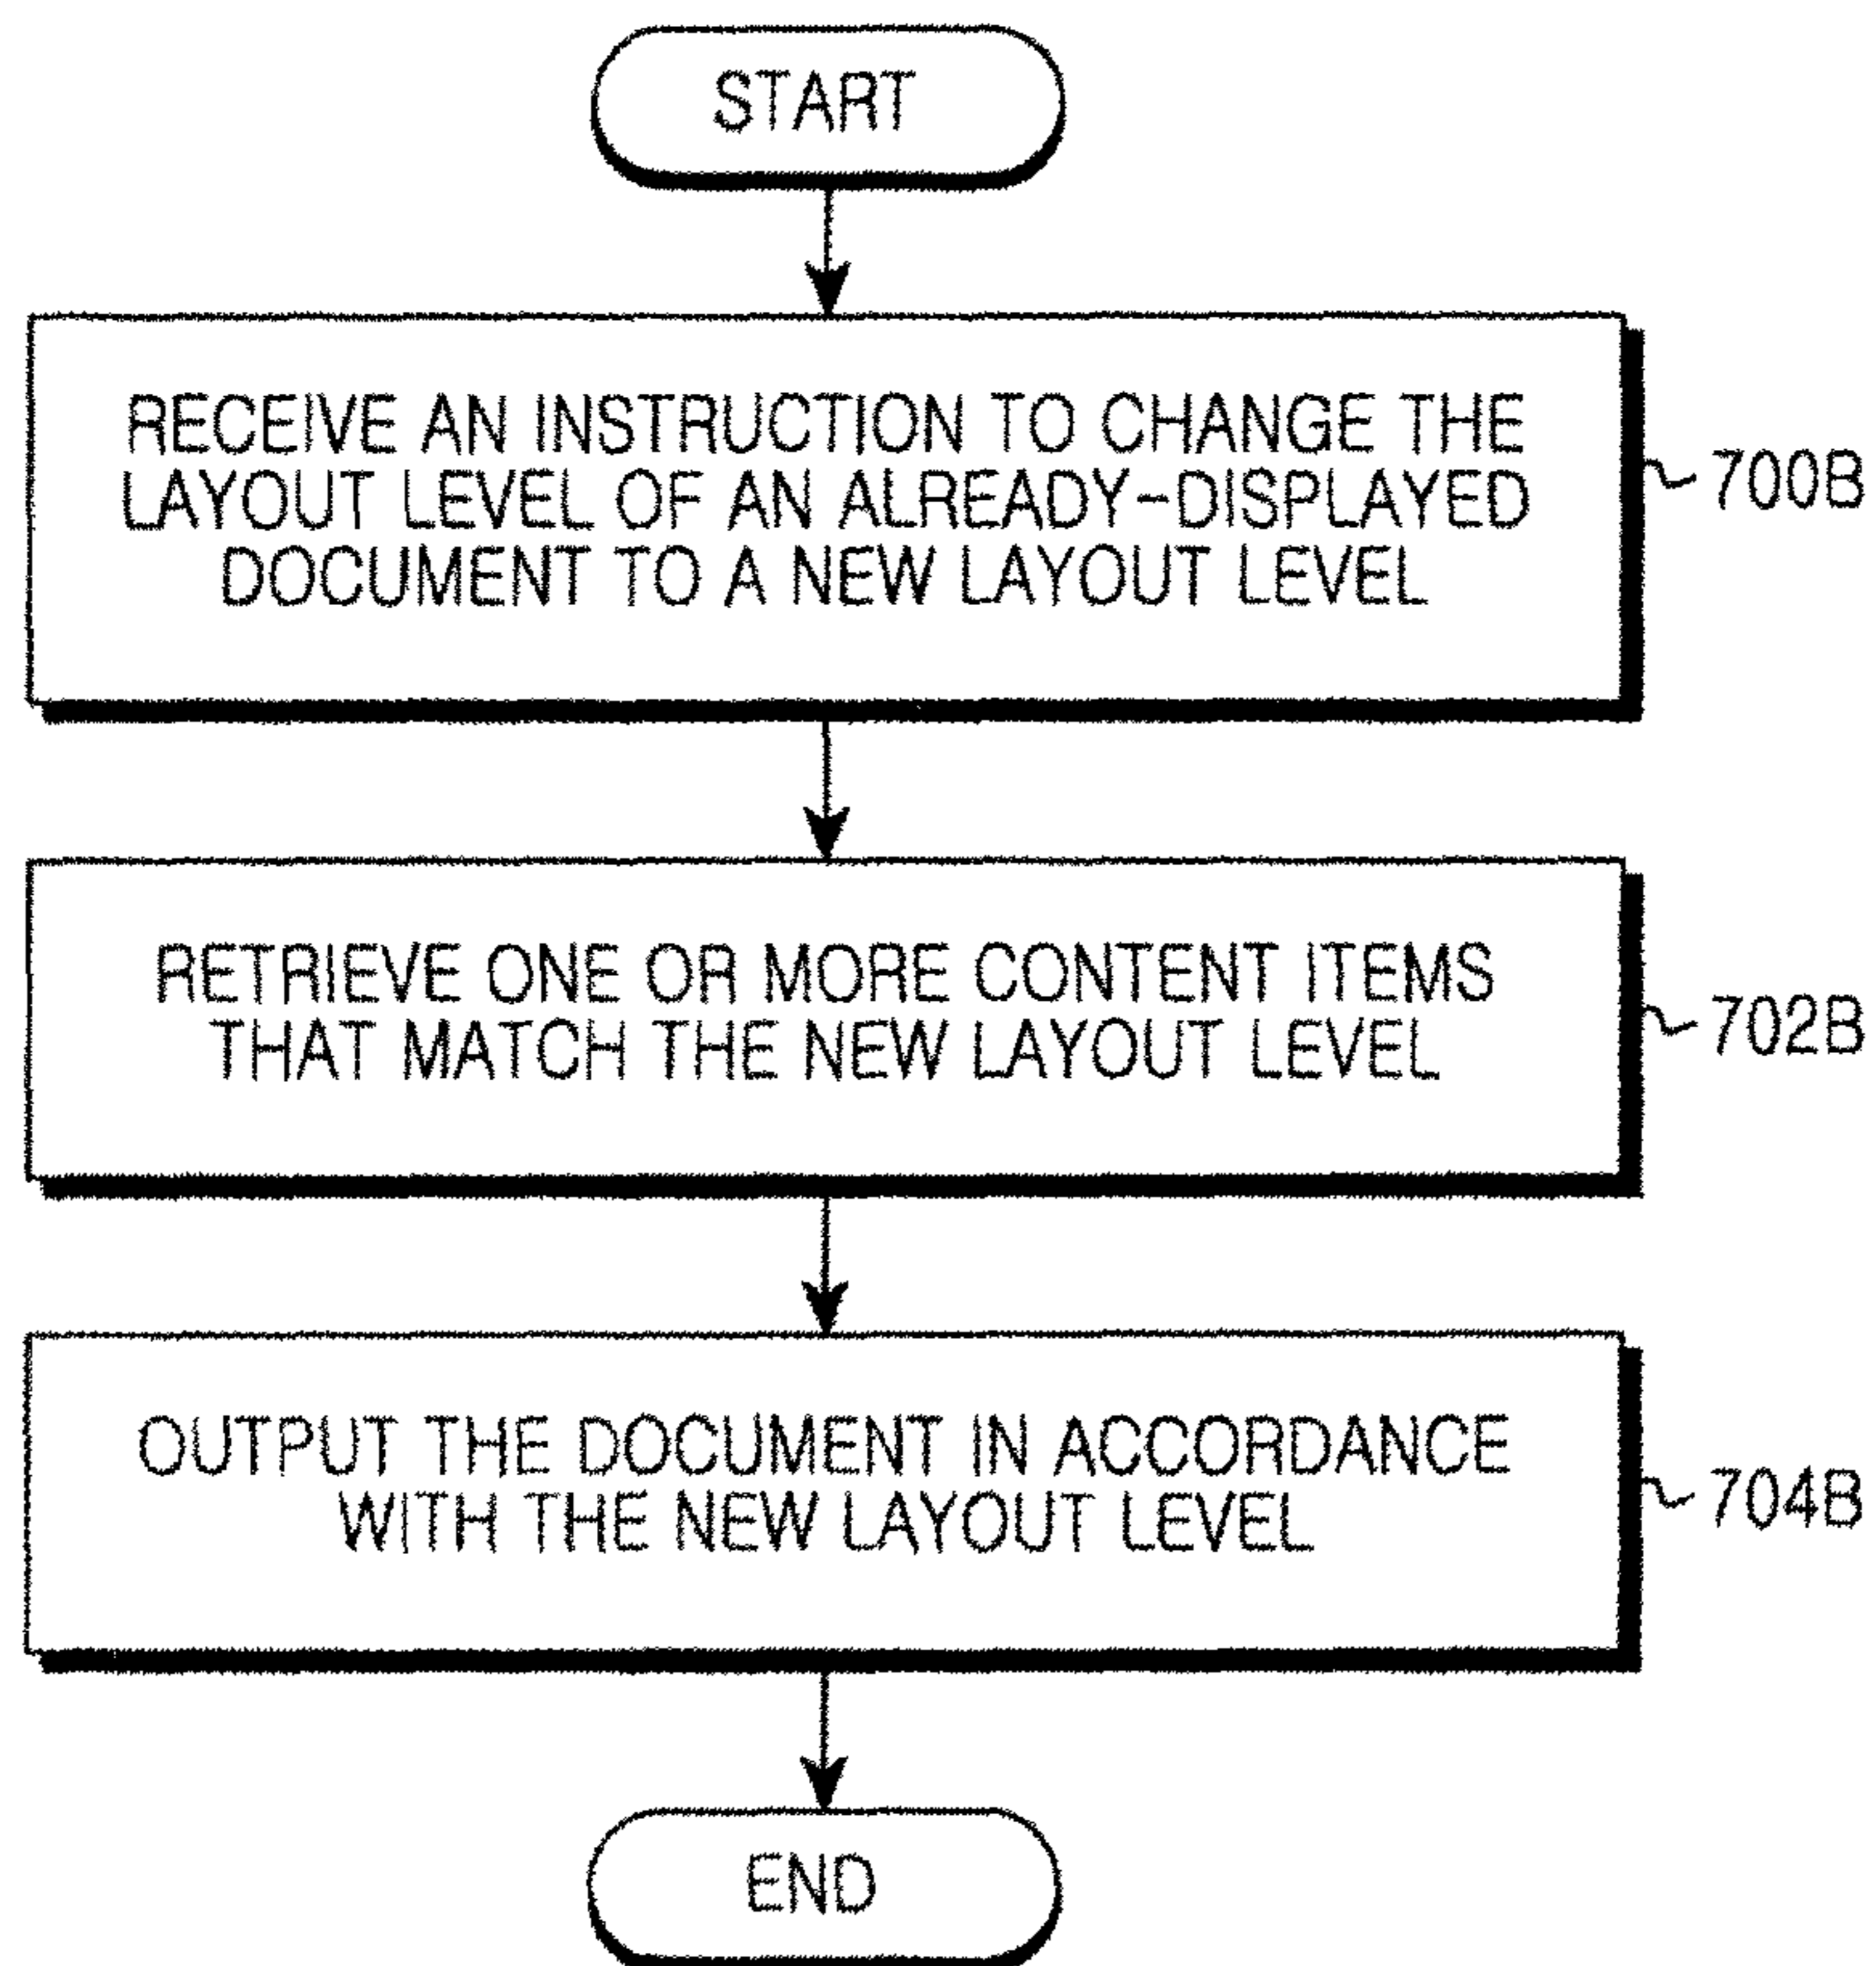 START
RECEIVE AN INSTRUCTION TO CHANGE THE
LAYOUT LEVEL OF AN ALREADY-DISPLAYED
DOCUMENT TO A NEW LAYOUT LEVEL
700B
RETRIEVE ONE OR MORE CONTENT ITEMS
THAT MATCH THE NEW LAYOUT LEVEL
702B
OUTPUT THE DOCUMENT IN ACCORDANCE
WITH THE NEW LAYOUT LEVEL
704B
END